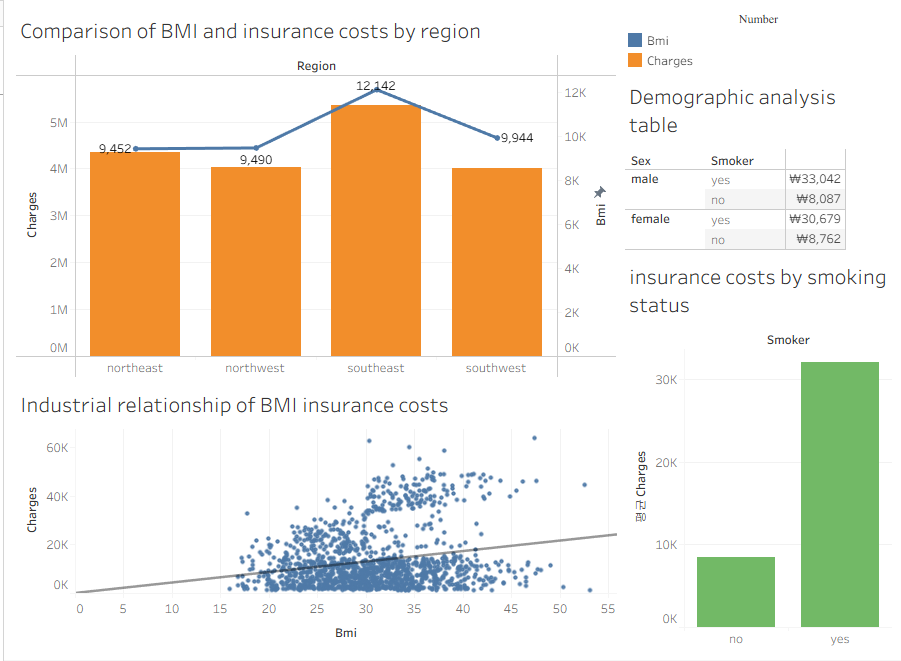 Comparison of BMI and insurance costs by region
Region
Charges
5M
4M
3M
2M
1M
0M
9,452
9,490
12,142
9,944
12K
10K
8K
6K
4K
2K
0K
Bmi
northeast
northwest
southeast
southwest
Industrial relationship of BMI insurance costs
Charges
60K
40K
20K
0K
0
5
10
15
20
25
30
35
40
45
50
55
Bmi
Number
Bmi
Charges
Demographic analysis
table
Sex Smoker
male yes ₩33,042
no ₩8,087
female yes ₩30,679
no ₩8,762
insurance costs by smoking
status
Smoker
평균 Charges
30K
20K
10K
0K
no
yes